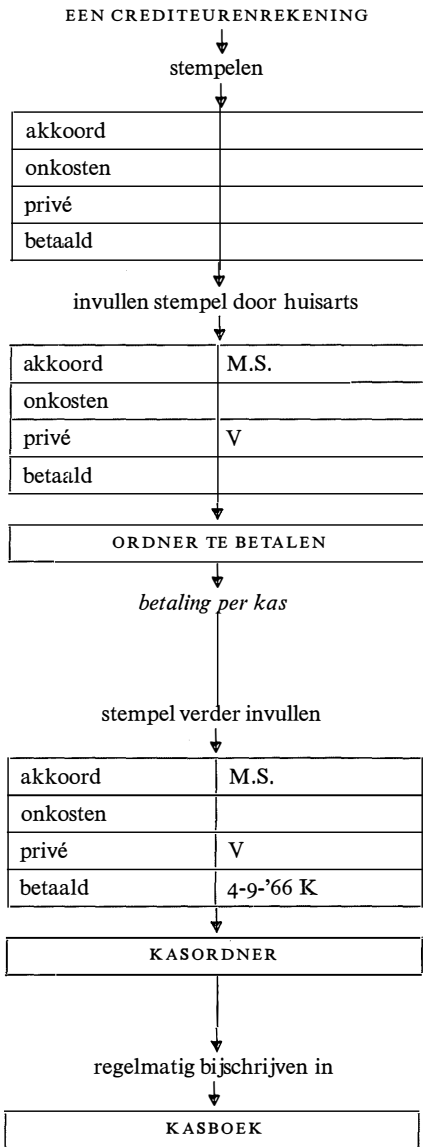 EEN CREDITEURENREKENING
stempelen
akkoord
onkosten
privé
betaald
invullen stempel door huisarts
akkoord M.S.
onkosten
privé V
betaald
ORDNER TE BETALEN
betaling per kas
stempel verder invullen
akkoord M.S.
onkosten
privé V
betaald 4-9-'66 K
KASORDNER
regelmatig bijschrijven in
KASBOEK